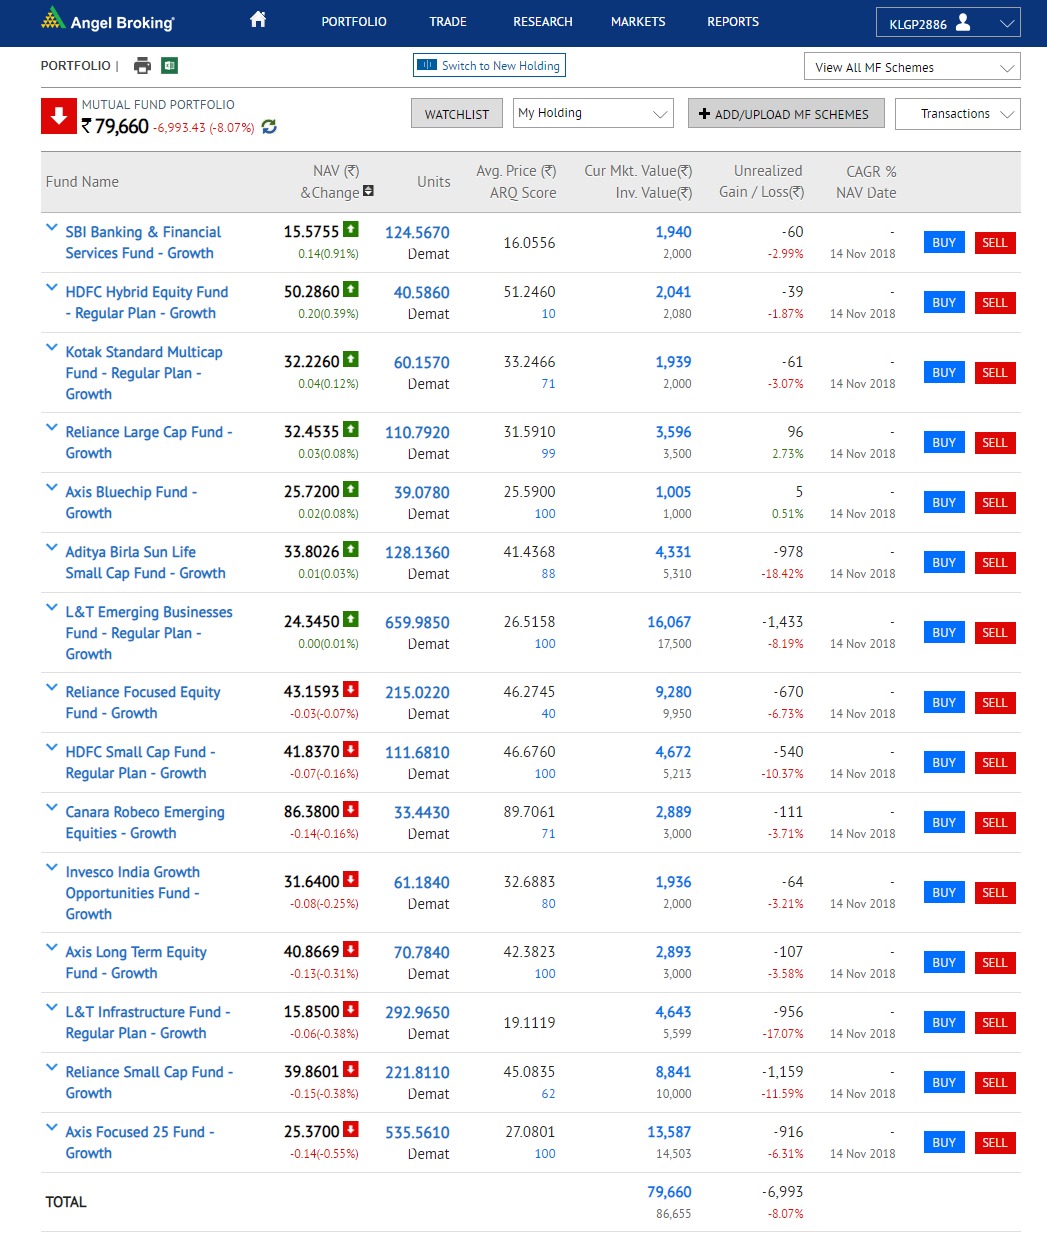 Angel Broking
PORTFOLIO TRADE RESEARCH MARKETS REPORTS KLGP2886
PORTFOLIO | Switch to New Holding View All MF Schemes
MUTUAL FUND PORTFOLIO
₹ 79,660 -6,993.43 (-8.07%) WATCHLIST My Holding + ADD/UPLOAD MF SCHEMES Transactions
Fund Name NAV (₹) &Change Units Avg. Price (₹) ARQ Score Cur Mkt. Value(₹) Inv. Value(₹) Unrealized Gain / Loss(₹) CAGR % NAV Date
SBI Banking & Financial 15.5755 124.5670 16.0556 1,940 -60 - BUY SELL
Services Fund - Growth 0.14(0.91%) Demat 2,000 -2.99% 14 Nov 2018
HDFC Hybrid Equity Fund 50.2860 40.5860 51.2460 2,041 -39 - BUY SELL
- Regular Plan - Growth 0.20(0.39%) Demat 10 2,080 -1.87% 14 Nov 2018
Kotak Standard Multicap 32.2260 60.1570 33.2466 1,939 -61 - BUY SELL
Fund - Regular Plan - 0.04(0.12%) Demat 71 2,000 -3.07% 14 Nov 2018
Growth
Reliance Large Cap Fund - 32.4535 110.7920 31.5910 3,596 96 - BUY SELL
Growth 0.03(0.08%) Demat 99 3,500 2.73% 14 Nov 2018
Axis Bluechip Fund - 25.7200 39.0780 25.5900 1,005 5 - BUY SELL
Growth 0.02(0.08%) Demat 100 1,000 0.51% 14 Nov 2018
Aditya Birla Sun Life 33.8026 128.1360 41.4368 4,331 -978 - BUY SELL
Small Cap Fund - Growth 0.01(0.03%) Demat 88 5,310 -18.42% 14 Nov 2018
L&T Emerging Businesses 24.3450 659.9850 26.5158 16,067 -1,433 - BUY SELL
Fund - Regular Plan - 0.00(0.01%) Demat 100 17,500 -8.19% 14 Nov 2018
Growth
Reliance Focused Equity 43.1593 215.0220 46.2745 9,280 -670 - BUY SELL
Fund - Growth -0.03(-0.07%) Demat 40 9,950 -6.73% 14 Nov 2018
HDFC Small Cap Fund - 41.8370 111.6810 46.6760 4,672 -540 - BUY SELL
Regular Plan - Growth -0.07(-0.16%) Demat 100 5,213 -10.37% 14 Nov 2018
Canara Robeco Emerging 86.3800 33.4430 89.7061 2,889 -111 - BUY SELL
Equities - Growth -0.14(-0.16%) Demat 71 3,000 -3.71% 14 Nov 2018
Invesco India Growth 31.6400 61.1840 32.6883 1,936 -64 - BUY SELL
Opportunities Fund - -0.08(-0.25%) Demat 80 2,000 -3.21% 14 Nov 2018
Growth
Axis Long Term Equity 40.8669 70.7840 42.3823 2,893 -107 - BUY SELL
Fund - Growth -0.13(-0.31%) Demat 100 3,000 -3.58% 14 Nov 2018
L&T Infrastructure Fund - 15.8500 292.9650 19.1119 4,643 -956 - BUY SELL
Regular Plan - Growth -0.06(-0.38%) Demat 5,599 -17.07% 14 Nov 2018
Reliance Small Cap Fund - 39.8601 221.8110 45.0835 8,841 -1,159 - BUY SELL
Growth -0.15(-0.38%) Demat 62 10,000 -11.59% 14 Nov 2018
Axis Focused 25 Fund - 25.3700 535.5610 27.0801 13,587 -916 - BUY SELL
Growth -0.14(-0.55%) Demat 100 14,503 -6.31% 14 Nov 2018
TOTAL 79,660 -6,993
86,655 -8.07%